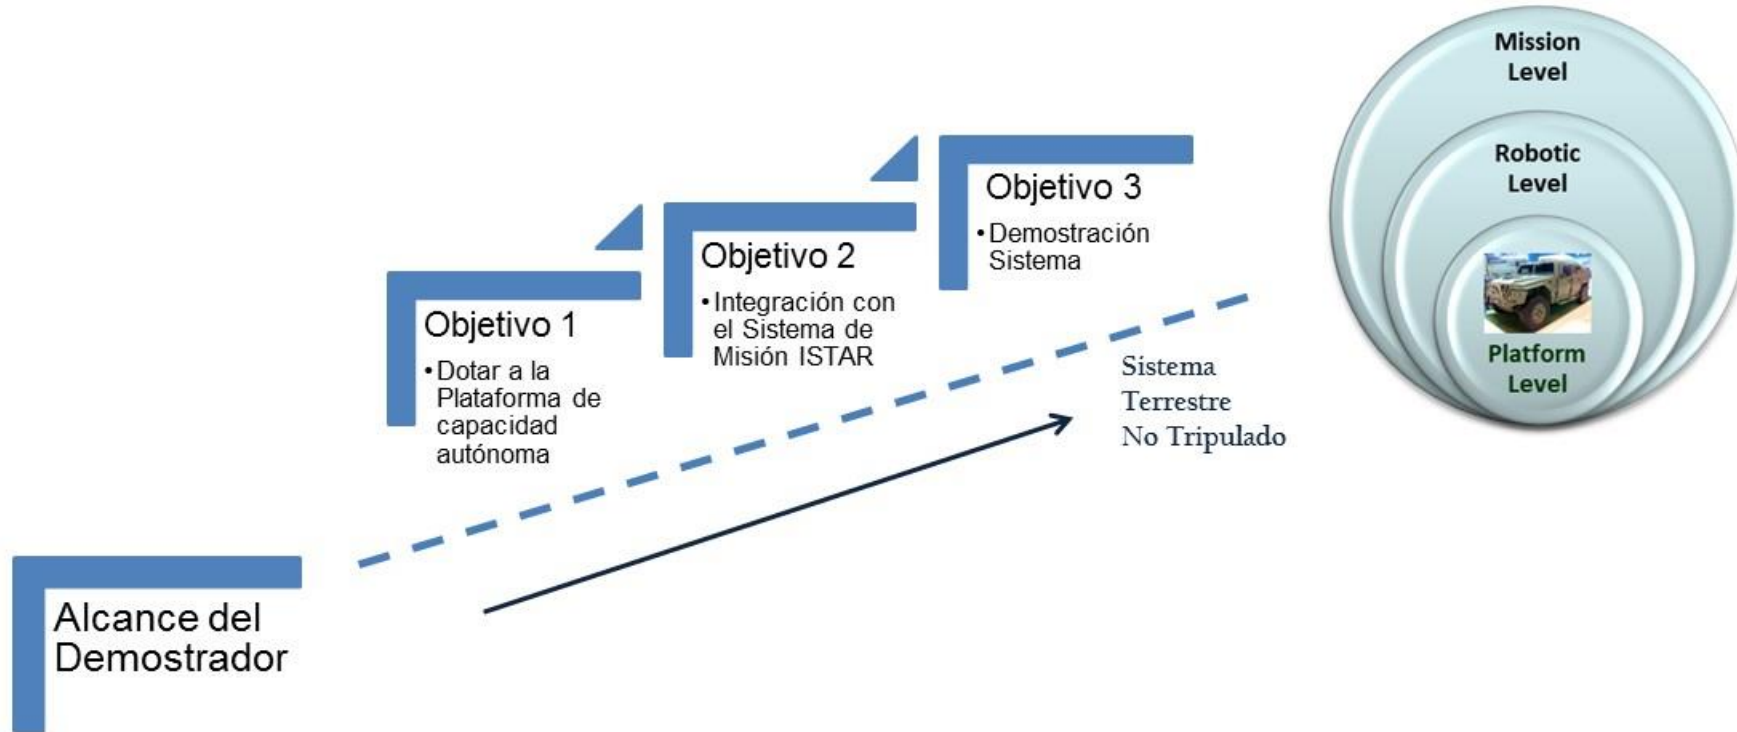 Alcance del
Demostrador
Objetivo 1
•Dotar a la
Plataforma de
capacidad
autónoma
Objetivo 2
•Integración con
el Sistema de
Misión ISTAR
Objetivo 3
•Demostración
Sistema
Sistema
Terrestre
No Tripulado
Mission
Level
Robotic
Level
Platform
Level